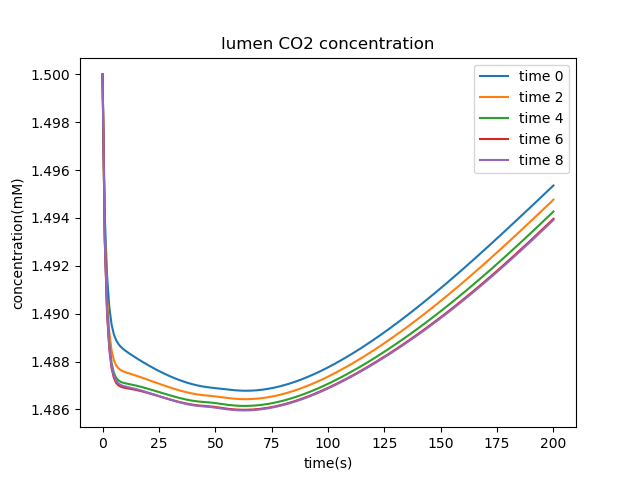 lumen CO2 concentration
1.500
1.498
1.496
1.494
1.492
1.490
1.488
1.486
concentration(mM)
time 0
time 2
time 4
time 6
time 8
0 25 50 75 100 125 150 175 200
time(s)